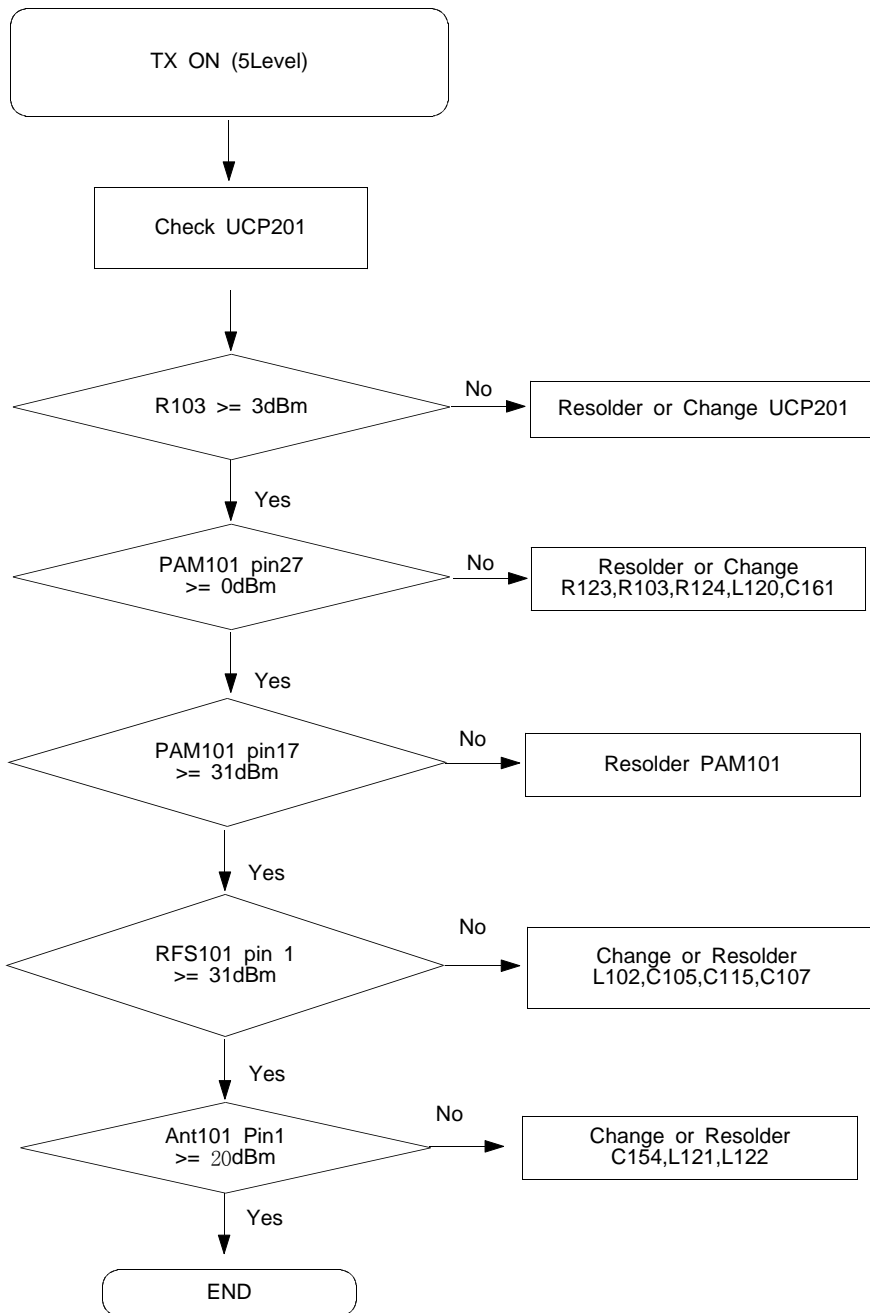 TX ON (5Level)
Check UCP201
R103 >= 3dBm
No
Resolder or Change UCP201
Yes
PAM101 pin27
>= 0dBm
No
Resolder or Change
R123,R103,R124,L120,C161
Yes
PAM101 pin17
>= 31dBm
No
Resolder PAM101
Yes
RFS101 pin 1
>= 31dBm
No
Change or Resolder
L102,C105,C115,C107
Yes
Ant101 Pin1
>= 20dBm
No
Change or Resolder
C154,L121,L122
Yes
END